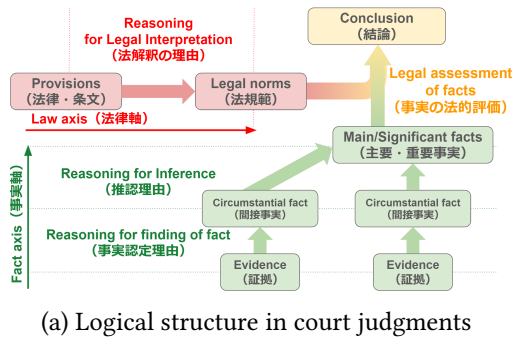 Reasoning
for Legal Interpretation
（法解釈の理由）
Conclusion
（結論）
Provisions
（法律・条文）
Legal norms
（法規範）
Legal assessment
of facts
（事実の法的評価）
Law axis（法律軸）
Main/Significant facts
（主要・重要事実）
Fact axis（事実軸）
Reasoning for Inference
（推認理由）
Circumstantial fact
（間接事実）
Circumstantial fact
（間接事実）
Reasoning for finding of fact
（事実認定理由）
Evidence
（証拠）
Evidence
（証拠）
(a) Logical structure in court judgments